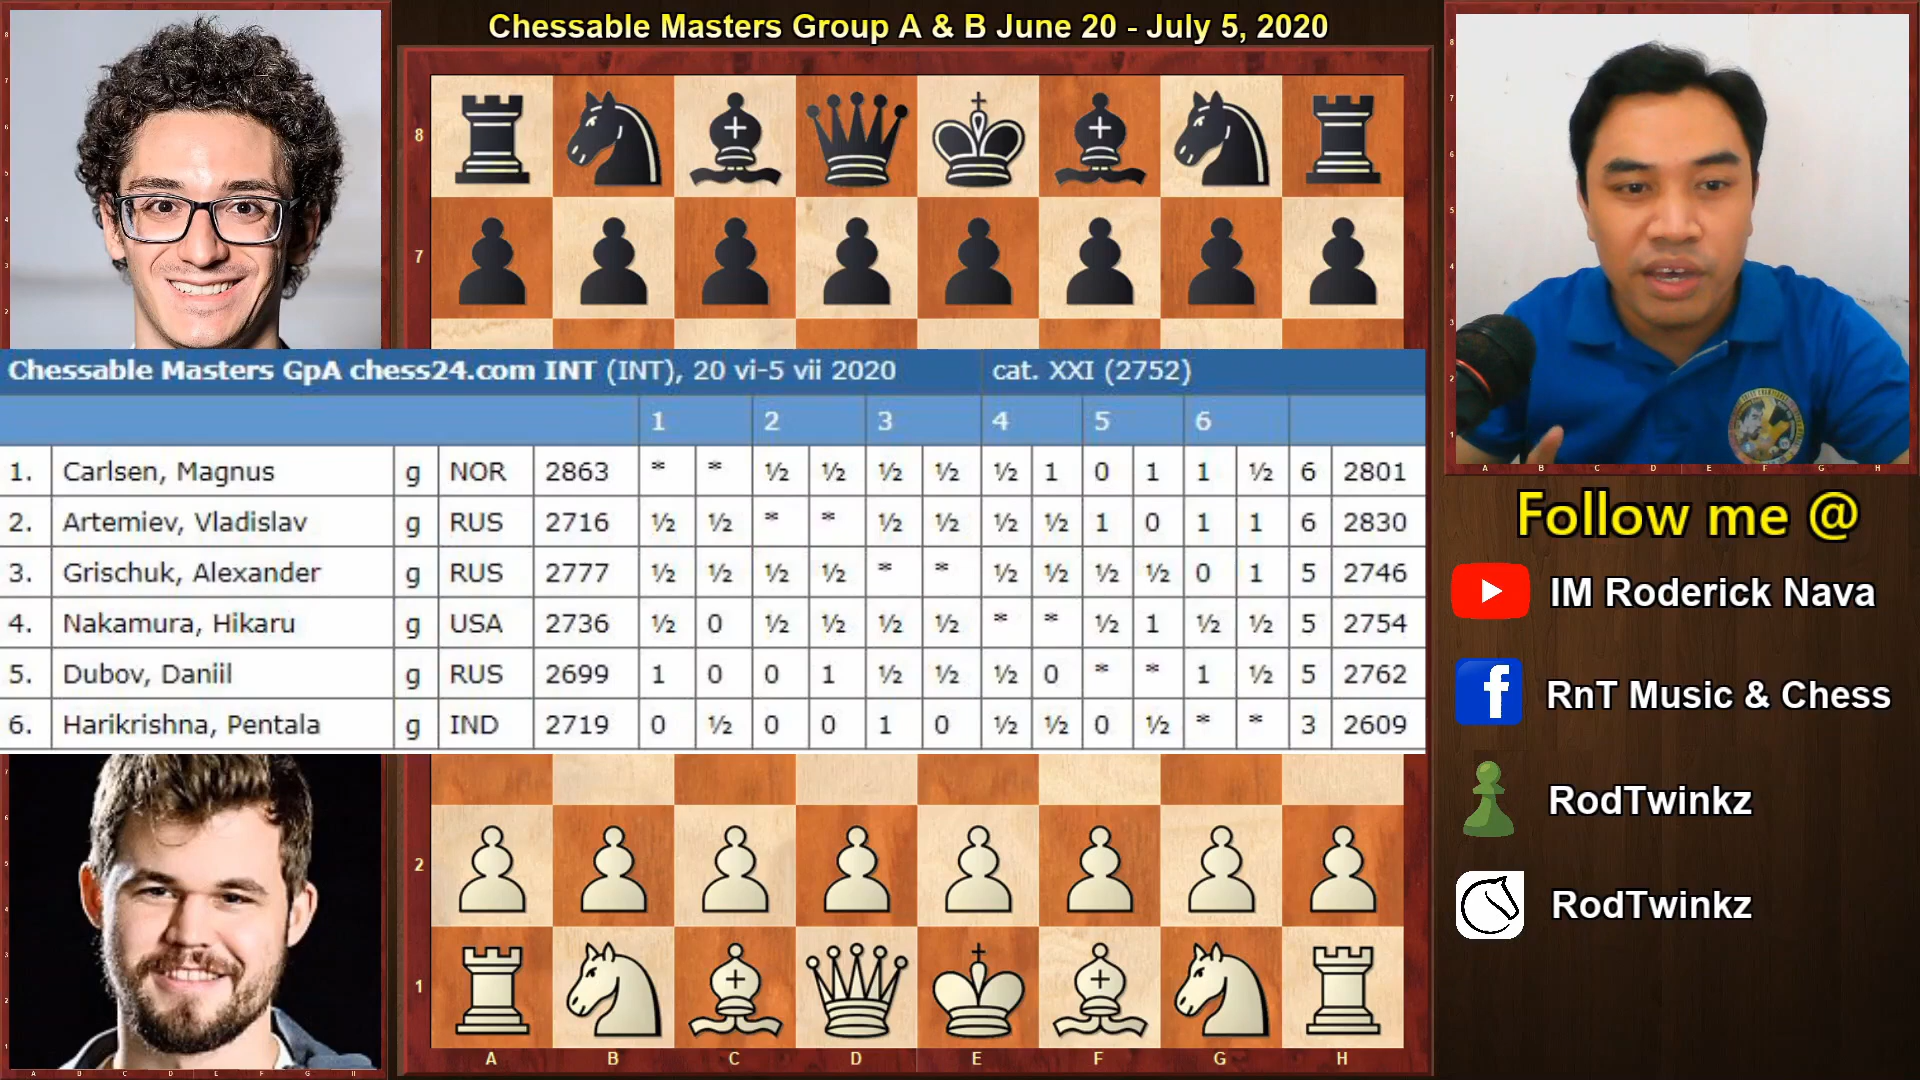 Chessable Masters Group A & B June 20 - July 5, 2020
8
7
Chessable Masters GpA chess24.com INT (INT), 20 vi-5 vii 2020 cat. XXI (2752)
1 2 3 4 5 6
1. Carlsen, Magnus g NOR 2863 * * ½ ½ ½ ½ ½ 1 0 1 1 ½ 6 2801
2. Artemiev, Vladislav g RUS 2716 ½ ½ * * ½ ½ ½ ½ 1 0 1 1 6 2830
3. Grischuk, Alexander g RUS 2777 ½ ½ ½ ½ * * ½ ½ ½ ½ 0 1 5 2746
4. Nakamura, Hikaru g USA 2736 ½ 0 ½ ½ ½ ½ * * ½ 1 ½ ½ 5 2754
5. Dubov, Daniil g RUS 2699 1 0 0 1 ½ ½ ½ 0 * * 1 ½ 5 2762
6. Harikrishna, Pentala g IND 2719 0 ½ 0 0 1 0 ½ ½ 0 ½ * * 3 2609
2
1
A B C D E F G H
Follow me @
IM Roderick Nava
RnT Music & Chess
RodTwinkz
RodTwinkz